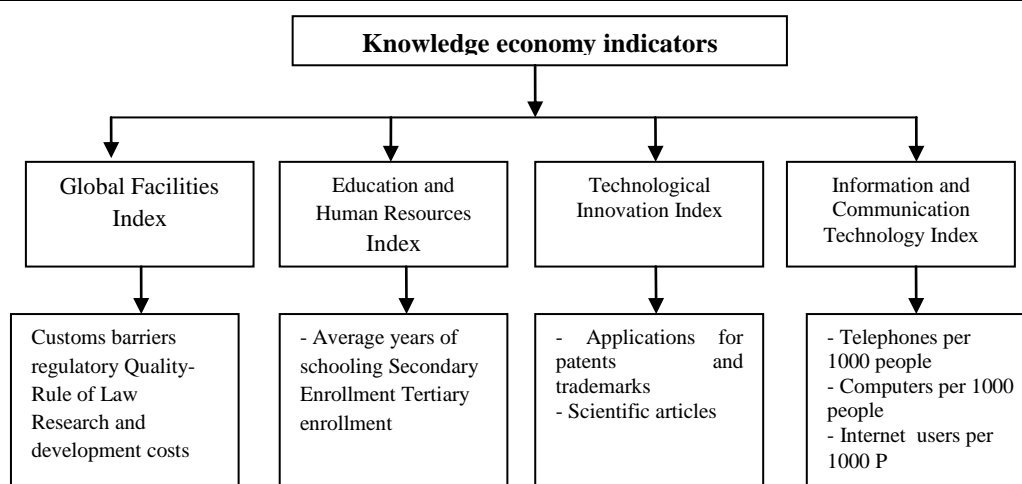 Knowledge economy indicators
Global Facilities
Index
Education and
Human Resources
Index
Technological
Innovation Index
Information and
Communication
Technology Index
Customs barriers
regulatory Quality-
Rule of Law
Research and
development costs
- Average years of
schooling Secondary
Enrollment Tertiary
enrollment
- Applications for
patents and
trademarks
- Scientific articles
- Telephones per
1000 people
- Computers per 1000
people
- Internet users per
1000 P